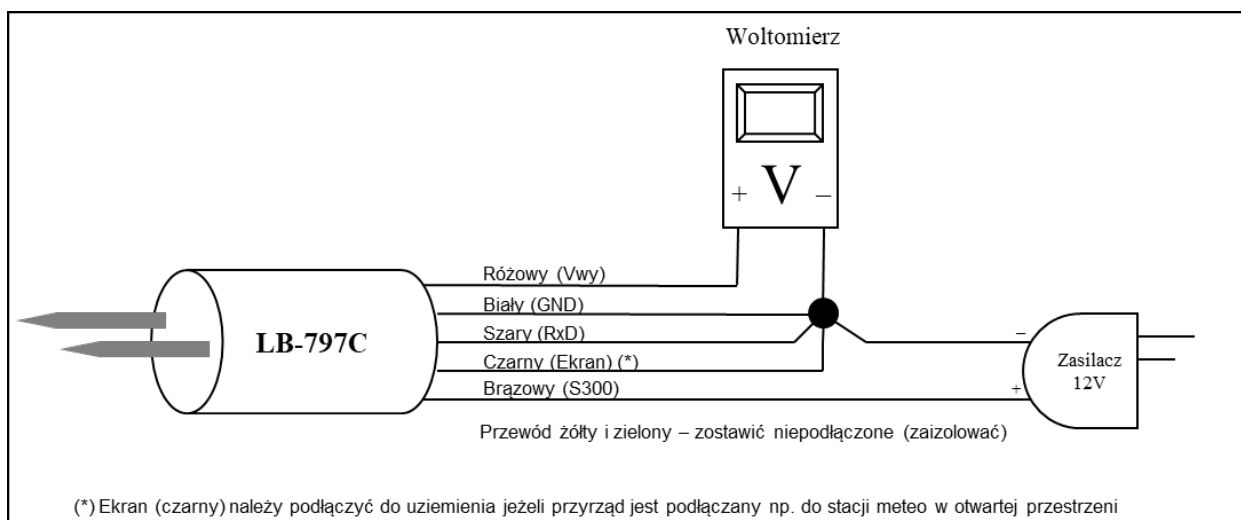 Woltomierz
+ V –
Różowy (Vwy)
Biały (GND)
Szary (RxD)
Czarny (Ekran) (*)
Brązowy (S300)
LB-797C
–
Zasilacz
12V
+
Przewód żółty i zielony – zostawić niepodłączone (zaizolować)
(*) Ekran (czarny) należy podłączyć do uziemienia jeżeli przyrząd jest podłączany np. do stacji meteo w otwartej przestrzeni